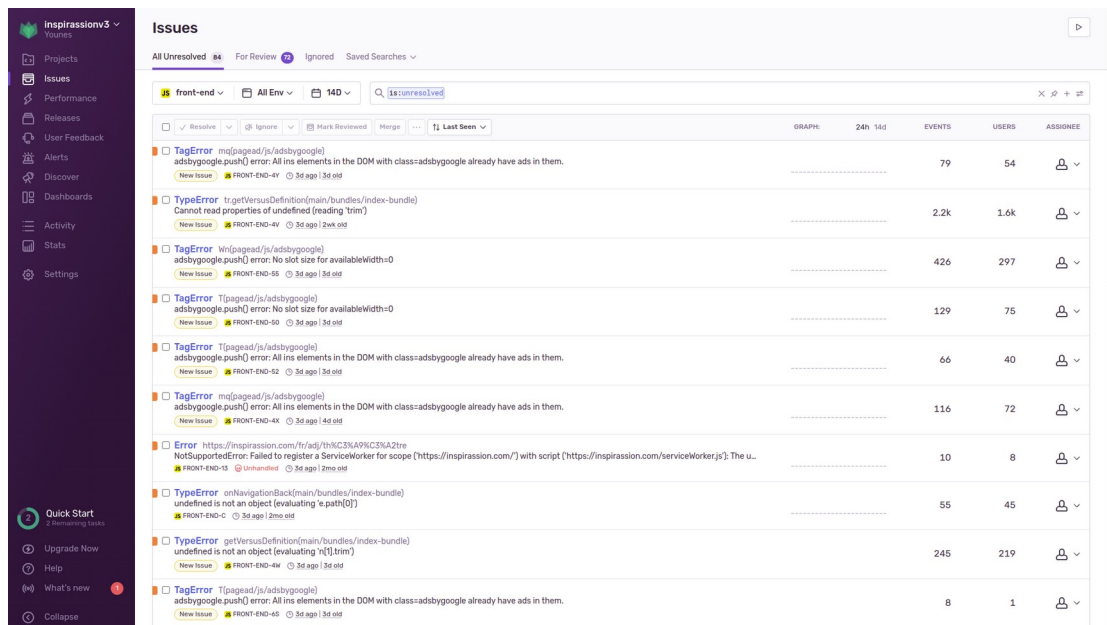 inspirassionv3
Younes
Projects
Issues
Performance
Releases
User Feedback
Alerts
Discover
Dashboards
Activity
Stats
Settings
2 Quick Start
2 Remaining tasks
Upgrade Now
Help
What's new 1
Collapse
Issues
All Unresolved 84 For Review 72 Ignored Saved Searches
JS front-end All Env 14D is:unresolved
Resolve Ignore Mark Reviewed Merge ... Last Seen GRAPH: 24h 14d EVENTS USERS ASSIGNEE
TagError mq(pagead/js/adsbygoogle)
adsbygoogle.push() error: All ins elements in the DOM with class=adsbygoogle already have ads in them. 79 54
New Issue JS FRONT-END-4Y 3d ago | 3d old
TypeError tr.getVersusDefinition(main/bundles/index-bundle)
Cannot read properties of undefined (reading 'trim') 2.2k 1.6k
New Issue JS FRONT-END-4V 3d ago | 2wk old
TagError Wn(pagead/js/adsbygoogle)
adsbygoogle.push() error: No slot size for availableWidth=0 426 297
New Issue JS FRONT-END-55 3d ago | 3d old
TagError T(pagead/js/adsbygoogle)
adsbygoogle.push() error: No slot size for availableWidth=0 129 75
New Issue JS FRONT-END-50 3d ago | 3d old
TagError T(pagead/js/adsbygoogle)
adsbygoogle.push() error: All ins elements in the DOM with class=adsbygoogle already have ads in them. 66 40
New Issue JS FRONT-END-52 3d ago | 3d old
TagError mq(pagead/js/adsbygoogle)
adsbygoogle.push() error: All ins elements in the DOM with class=adsbygoogle already have ads in them. 116 72
New Issue JS FRONT-END-4X 3d ago | 4d old
Error https://inspirassion.com/fr/adj/th%C3%A9%C3%A2tre
NotSupportedError: Failed to register a ServiceWorker for scope ('https://inspirassion.com/') with script ('https://inspirassion.com/serviceWorker.js'): The u... 10 8
JS FRONT-END-13 Unhandled 3d ago | 2mo old
TypeError onNavigationBack(main/bundles/index-bundle)
undefined is not an object (evaluating 'e.path[0]') 55 45
JS FRONT-END-C 3d ago | 2mo old
TypeError getVersusDefinition(main/bundles/index-bundle)
undefined is not an object (evaluating 'n[1].trim') 245 219
New Issue JS FRONT-END-4W 3d ago | 3d old
TagError T(pagead/js/adsbygoogle)
adsbygoogle.push() error: All ins elements in the DOM with class=adsbygoogle already have ads in them. 8 1
New Issue JS FRONT-END-6S 3d ago | 3d old